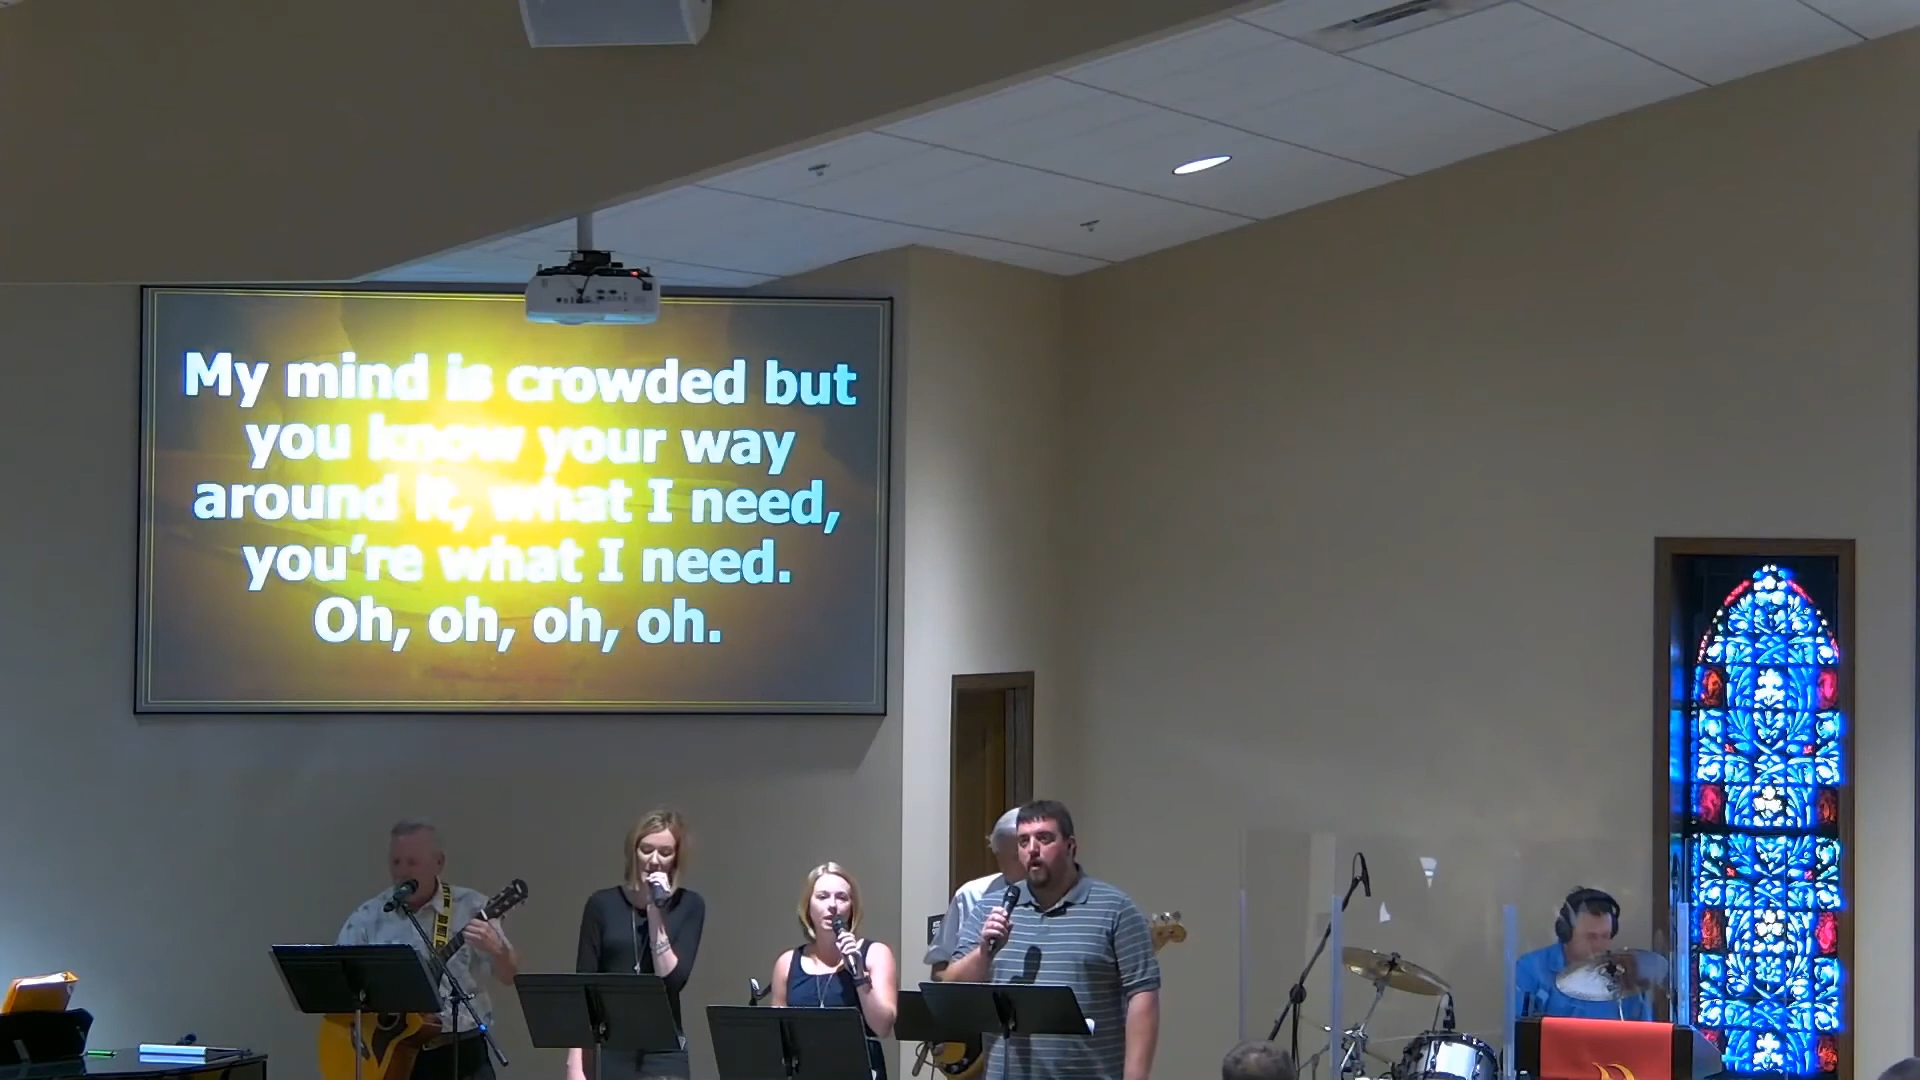 My mind is crowded but
you know your way
around it, what I need,
you're what I need.
Oh, oh, oh, oh.